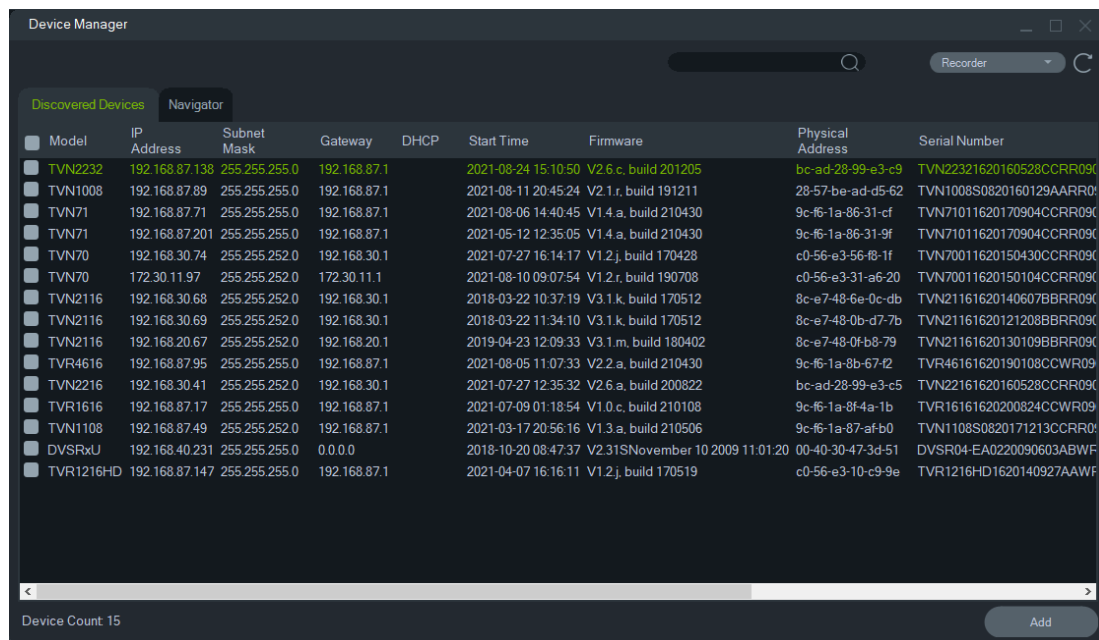 Device Manager
Recorder
Discovered Devices Navigator
Model IP Address Subnet Mask Gateway DHCP Start Time Firmware Physical Address Serial Number
TVN2232 192.168.87.138 255.255.255.0 192.168.87.1 2021-08-24 15:10:50 V2.6.c, build 201205 bc-ad-28-99-e3-c9 TVN22321620160528CCRR090
TVN1008 192.168.87.89 255.255.255.0 192.168.87.1 2021-08-11 20:45:24 V2.1.r, build 191211 28-57-be-ad-d5-62 TVN1008S0820160129AARR09
TVN71 192.168.87.71 255.255.255.0 192.168.87.1 2021-08-06 14:40:45 V1.4.a, build 210430 9c-f6-1a-86-31-cf TVN71011620170904CCRR090
TVN71 192.168.87.201 255.255.255.0 192.168.87.1 2021-05-12 12:35:05 V1.4.a, build 210430 9c-f6-1a-86-31-9f TVN71011620170904CCRR090
TVN70 192.168.30.74 255.255.252.0 192.168.30.1 2021-07-27 16:14:17 V1.2.j, build 170428 c0-56-e3-56-f8-1f TVN70011620150430CCRR090
TVN70 172.30.11.97 255.255.252.0 172.30.11.1 2021-08-10 09:07:54 V1.2.r, build 190708 c0-56-e3-31-a6-20 TVN70011620150104CCRR090
TVN2116 192.168.30.68 255.255.252.0 192.168.30.1 2018-03-22 10:37:19 V3.1.k, build 170512 8c-e7-48-6e-0c-db TVN21161620140607BBRR090
TVN2116 192.168.30.69 255.255.252.0 192.168.30.1 2018-03-22 11:34:10 V3.1.k, build 170512 8c-e7-48-0b-d7-7b TVN21161620121208BBRR090
TVN2116 192.168.20.67 255.255.252.0 192.168.20.1 2019-04-23 12:09:33 V3.1.m, build 180402 8c-e7-48-0f-b8-79 TVN21161620130109BBRR090
TVR4616 192.168.87.95 255.255.255.0 192.168.87.1 2021-08-05 11:07:33 V2.2.a, build 210430 9c-f6-1a-8b-67-f2 TVR46161620190108CCWR09
TVN2216 192.168.30.41 255.255.252.0 192.168.30.1 2021-07-27 12:35:32 V2.6.a, build 200822 bc-ad-28-99-e3-c5 TVN22161620160528CCRR090
TVR1616 192.168.87.17 255.255.255.0 192.168.87.1 2021-07-09 01:18:54 V1.0.c, build 210108 9c-f6-1a-8f-4a-1b TVR16161620200824CCWR09
TVN1108 192.168.87.49 255.255.255.0 192.168.87.1 2021-03-17 20:56:16 V1.3.a, build 210506 9c-f6-1a-87-af-b0 TVN1108S0820171213CCRR09
DVSRxU 192.168.40.231 255.255.255.0 0.0.0.0 2018-10-20 08:47:37 V2.31SNovember 10 2009 11:01:20 00-40-30-47-3d-51 DVSR04-EA0220090603ABWR
TVR1216HD 192.168.87.147 255.255.255.0 192.168.87.1 2021-04-07 16:16:11 V1.2.j, build 170519 c0-56-e3-10-c9-9e TVR1216HD1620140927AAWR
Device Count: 15
Add